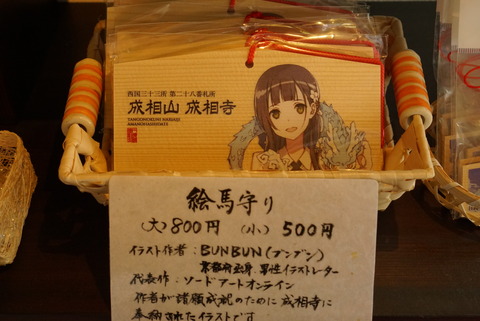 西国三十三所 第二十八番札所
成相山 成相寺
絵馬守り
(大)800円 (小)500円
イラスト作者:BUNBUN(ブンブン)
京都府出身 男性イラストレーター
代表作:ソードアートオンライン
作者が諸願成就のために成相寺に
奉納されたイラストです